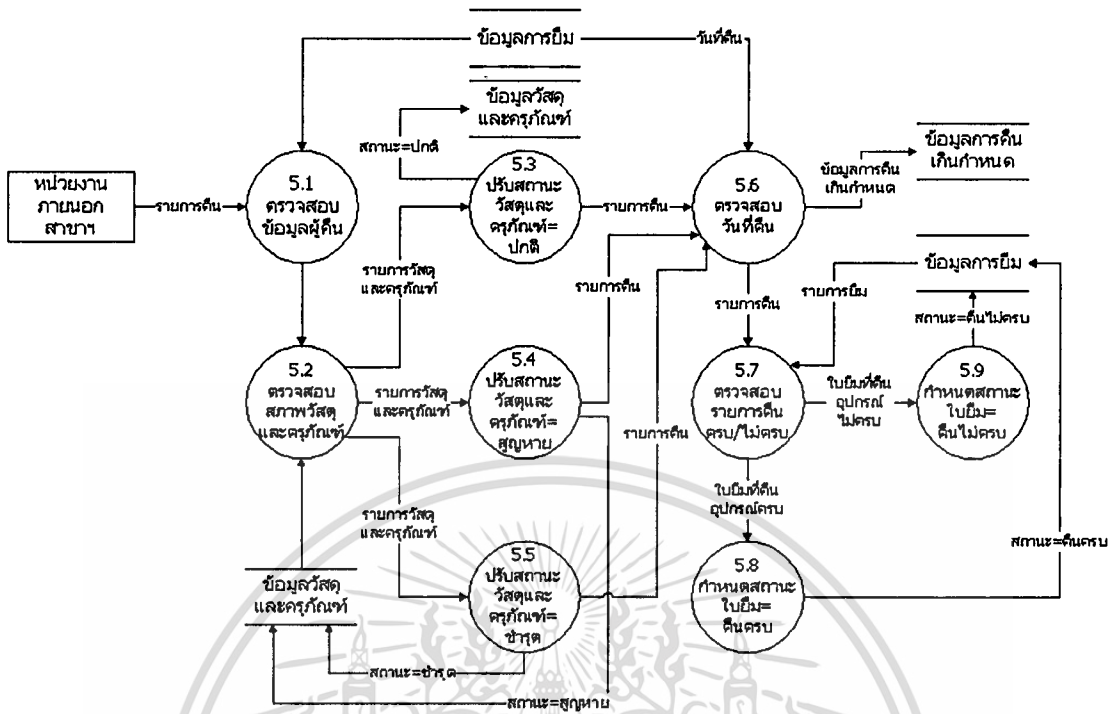 ข้อมูลการยืม
วันที่คืน
ข้อมูลวัสดุ
และครุภัณฑ์
สถานะ=ปกติ
หน่วยงาน
ภายนอก
สาขาฯ
รายการคืน
5.1
ตรวจสอบ
ข้อมูลผู้คืน
5.3
ปรับสถานะ
วัสดุและ
ครุภัณฑ์=
ปกติ
รายการคืน
5.6
ตรวจสอบ
วันที่คืน
ข้อมูลการคืน
เกินกำหนด
ข้อมูลการคืน
เกินกำหนด
รายการวัสดุ
และครุภัณฑ์
รายการคืน
รายการคืน
รายการยืม
ข้อมูลการยืม
สถานะ=คืนไม่ครบ
5.2
ตรวจสอบ
สภาพวัสดุ
และครุภัณฑ์
รายการวัสดุ
และครุภัณฑ์
5.4
ปรับสถานะ
วัสดุและ
ครุภัณฑ์=
สูญหาย
รายการคืน
5.7
ตรวจสอบ
รายการคืน
ครบ/ไม่ครบ
ใบยืมที่คืน
อุปกรณ์
ไม่ครบ
5.9
กำหนดสถานะ
ใบยืม=
คืนไม่ครบ
รายการวัสดุ
และครุภัณฑ์
ใบยืมที่คืน
อุปกรณ์ครบ
สถานะ=คืนครบ
ข้อมูลวัสดุ
และครุภัณฑ์
5.5
ปรับสถานะ
วัสดุและ
ครุภัณฑ์=
ชำรุด
5.8
กำหนดสถานะ
ใบยืม=
คืนครบ
สถานะ=ชำรุด
สถานะ=สูญหาย